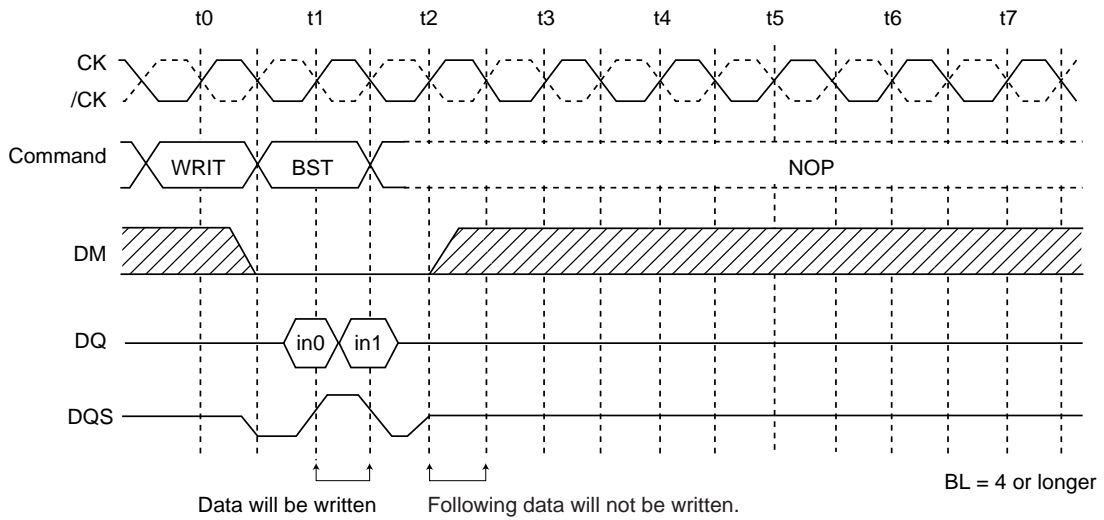 t0 t1 t2 t3 t4 t5 t6 t7
CK
/CK
Command WRIT BST NOP
DM
DQ in0 in1
DQS
BL = 4 or longer
Data will be written Following data will not be written.